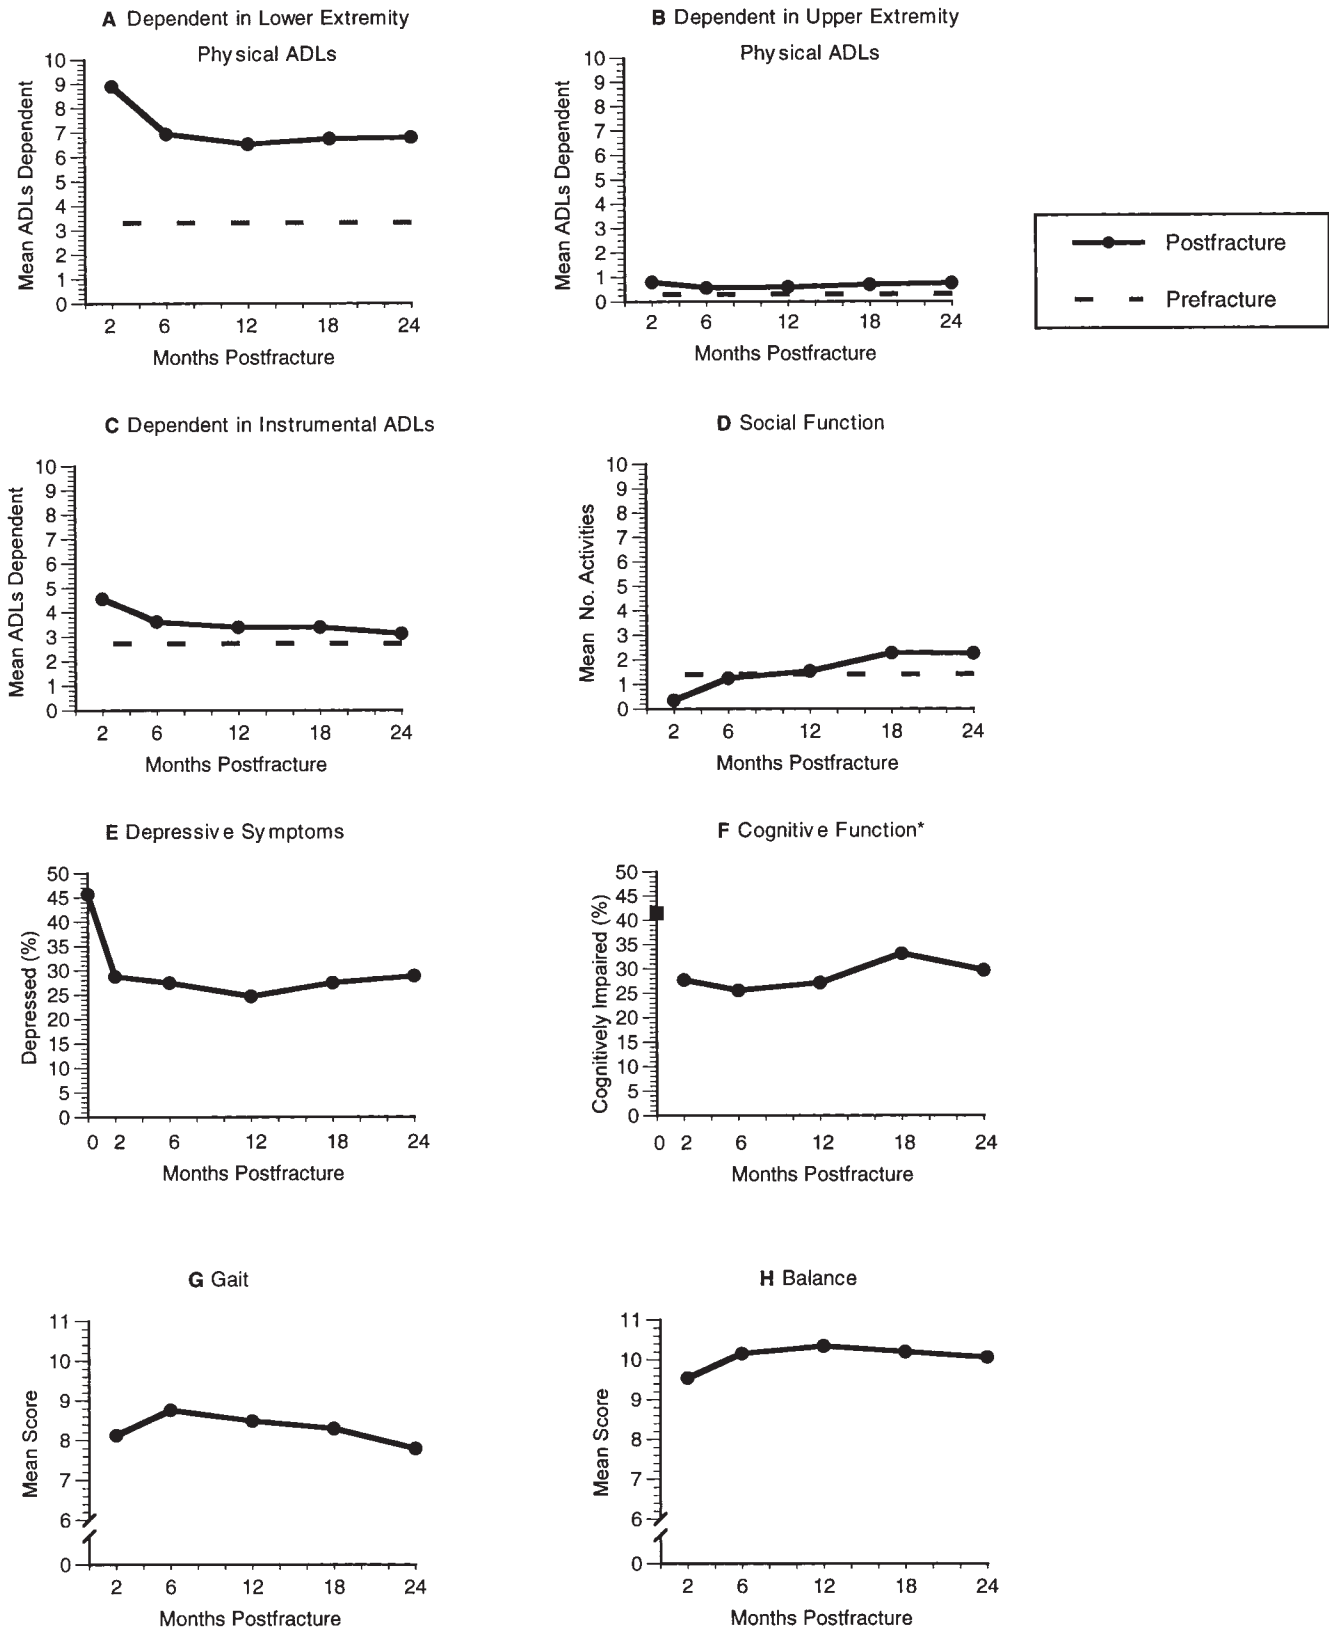 A Dependent in Lower Extremity
Physical ADLs
10
9
8
7
6
5
4
3
2
1
0
Mean ADLs Dependent
2 6 12 18 24
Months Postfracture
B Dependent in Upper Extremity
Physical ADLs
10
9
8
7
6
5
4
3
2
1
0
Mean ADLs Dependent
2 6 12 18 24
Months Postfracture
Postfracture
Prefracture
C Dependent in Instrumental ADLs
10
9
8
7
6
5
4
3
2
1
0
Mean ADLs Dependent
2 6 12 18 24
Months Postfracture
D Social Function
10
9
8
7
6
5
4
3
2
1
0
Mean No. Activities
2 6 12 18 24
Months Postfracture
E Depressive Symptoms
50
45
40
35
30
25
20
15
10
5
0
Depressed (%)
0 2 6 12 18 24
Months Postfracture
F Cognitive Function*
50
45
40
35
30
25
20
15
10
5
0
Cognitively Impaired (%)
0 2 6 12 18 24
Months Postfracture
G Gait
11
10
9
8
7
6
0
Mean Score
2 6 12 18 24
Months Postfracture
H Balance
11
10
9
8
7
6
0
Mean Score
2 6 12 18 24
Months Postfracture